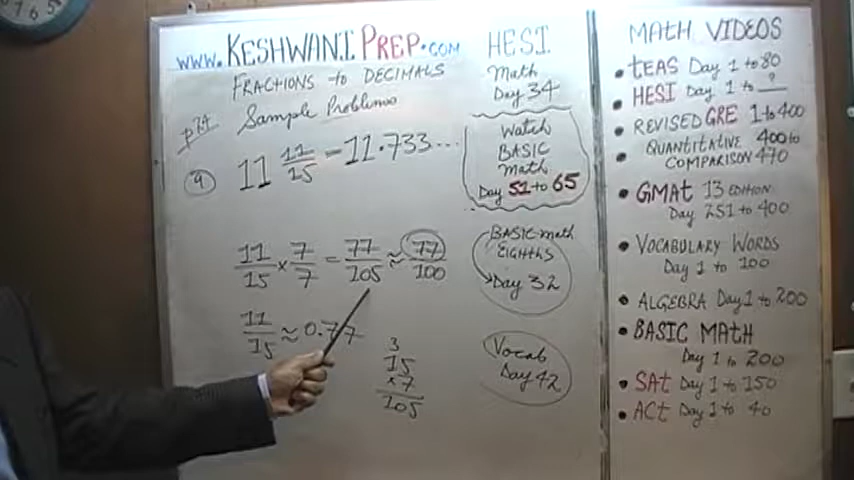 www.KESHWANIPREP.COM
FRACTIONS to DECIMALS
p74
Sample Problems
9
11 11/15 = 11.733...
11/15 x 7/7 = 77/105 ≈ 77/100
11/15 ≈ 0.77
3
15
x 7
105
HESI
Math
Day 34
Watch
BASIC
Math
Day 51 to 65
BASIC math
EIGHTHS
Day 32
Vocab
Day 42
MATH VIDEOS
• TEAS Day 1 to 80
• HESI Day 1 to ?
• REVISED GRE 1 to 400
• QUANTITATIVE 400 to
COMPARISON 470
• GMAT 13 EDITION
Day 251 to 400
• VOCABULARY WORDS
Day 1 to 100
• ALGEBRA Day 1 to 200
• BASIC MATH
Day 1 to 200
• SAT Day 1 to 150
• ACT Day 1 to 40